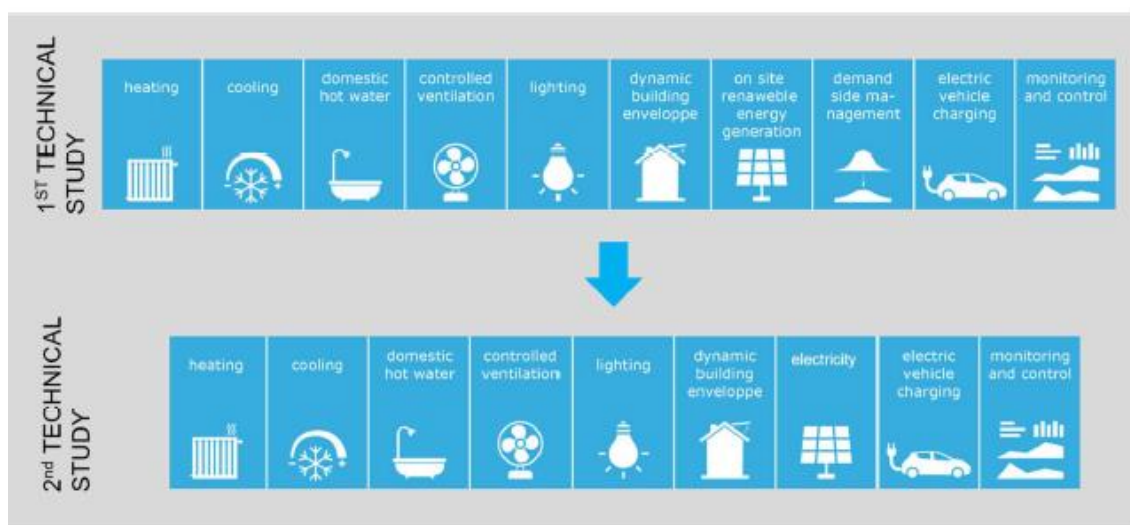 1ST TECHNICAL
STUDY
heating
cooling
domestic
hot water
controlled
ventilation
lighting
dynamic
building
enveloppe
on site
renaweble
energy
generation
demand
side ma-
nagement
electric
vehicle
charging
monitoring
and control
2nd TECHNICAL
STUDY
heating
cooling
domestic
hot water
controlled
ventilation
lighting
dynamic
building
enveloppe
electricity
electric
vehicle
charging
monitoring
and control